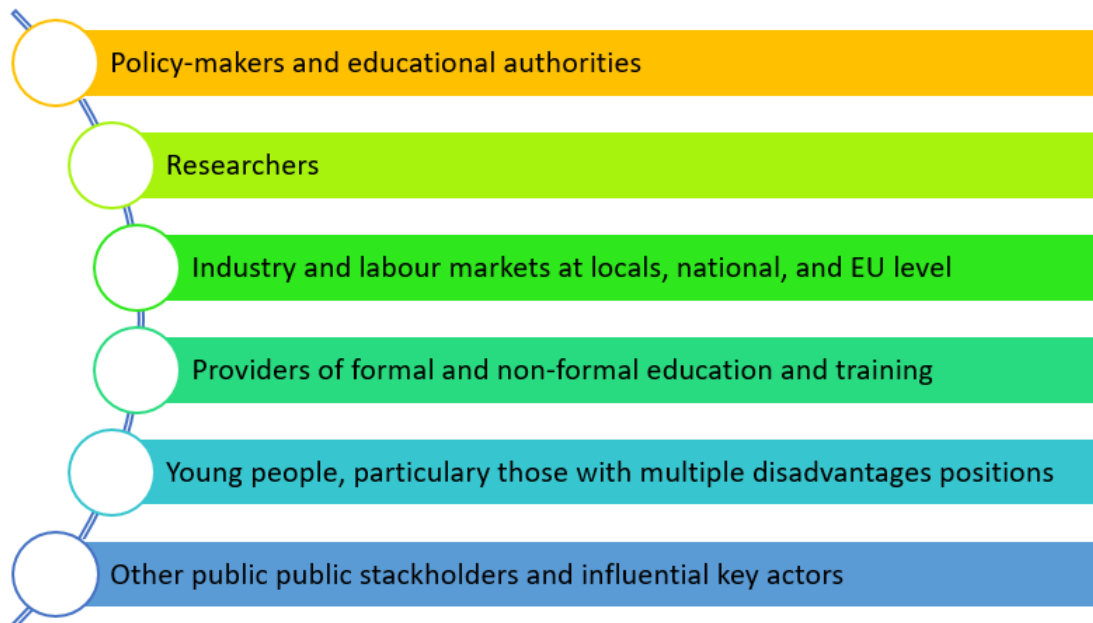 Policy-makers and educational authorities
Researchers
Industry and labour markets at locals, national, and EU level
Providers of formal and non-formal education and training
Young people, particulary those with multiple disadvantages positions
Other public public stackholders and influential key actors